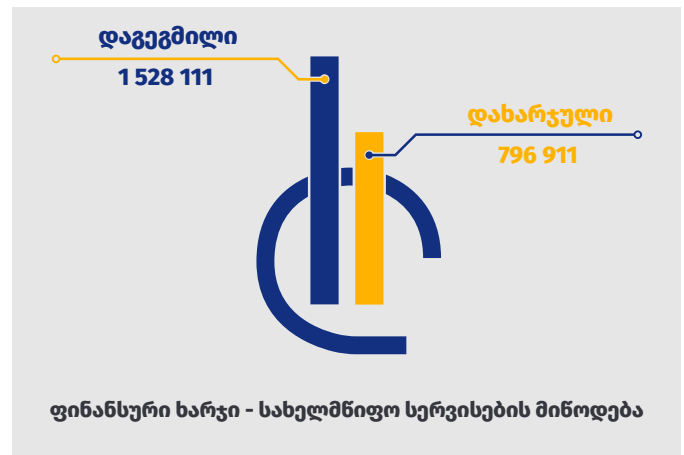 დაგეგმილი
1 528 111
დახარჯული
796 911
ფინანსური ხარჯი - სახელმწიფო სერვისების მიწოდება